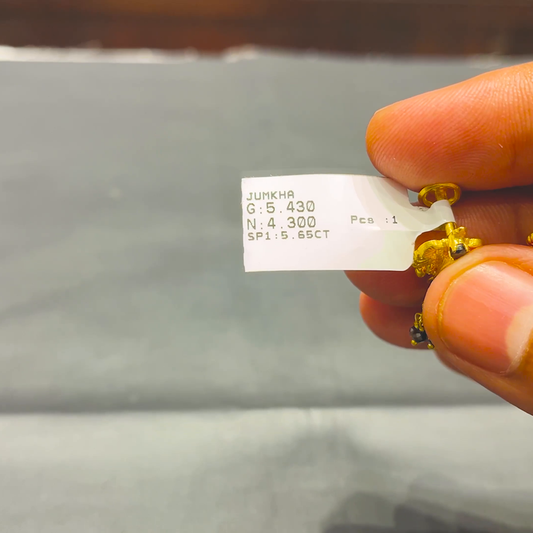 JUMKHA
G:5.430
N:4.300 Pcs :1
SP1:5.65CT